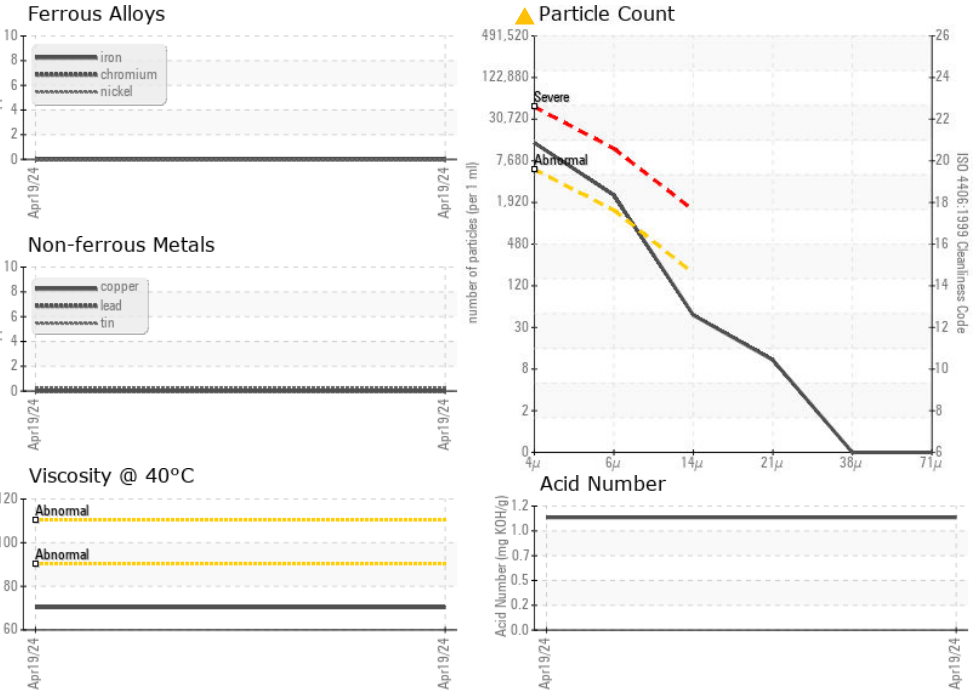 Ferrous Alloys
10
8
6
4
2
0
iron
chromium
nickel
Apr19/24
Apr19/24
Non-ferrous Metals
10
8
6
4
2
0
copper
lead
tin
Apr19/24
Apr19/24
Viscosity @ 40°C
120
100
80
60
Abnormal
Abnormal
Apr19/24
Apr19/24
Particle Count
491,520
122,880
30,720
7,680
1,920
480
120
30
8
2
0
number of particles (per 1 ml)
Severe
Abnormal
26
24
22
20
18
16
14
12
10
8
6
ISO 4406:1999 Cleanliness Code
4µ
6µ
14µ
21µ
38µ
71µ
Acid Number
Acid Number (mg KOH/g)
1.2
1.0
0.7
0.5
0.2
0.0
Apr19/24
Apr19/24